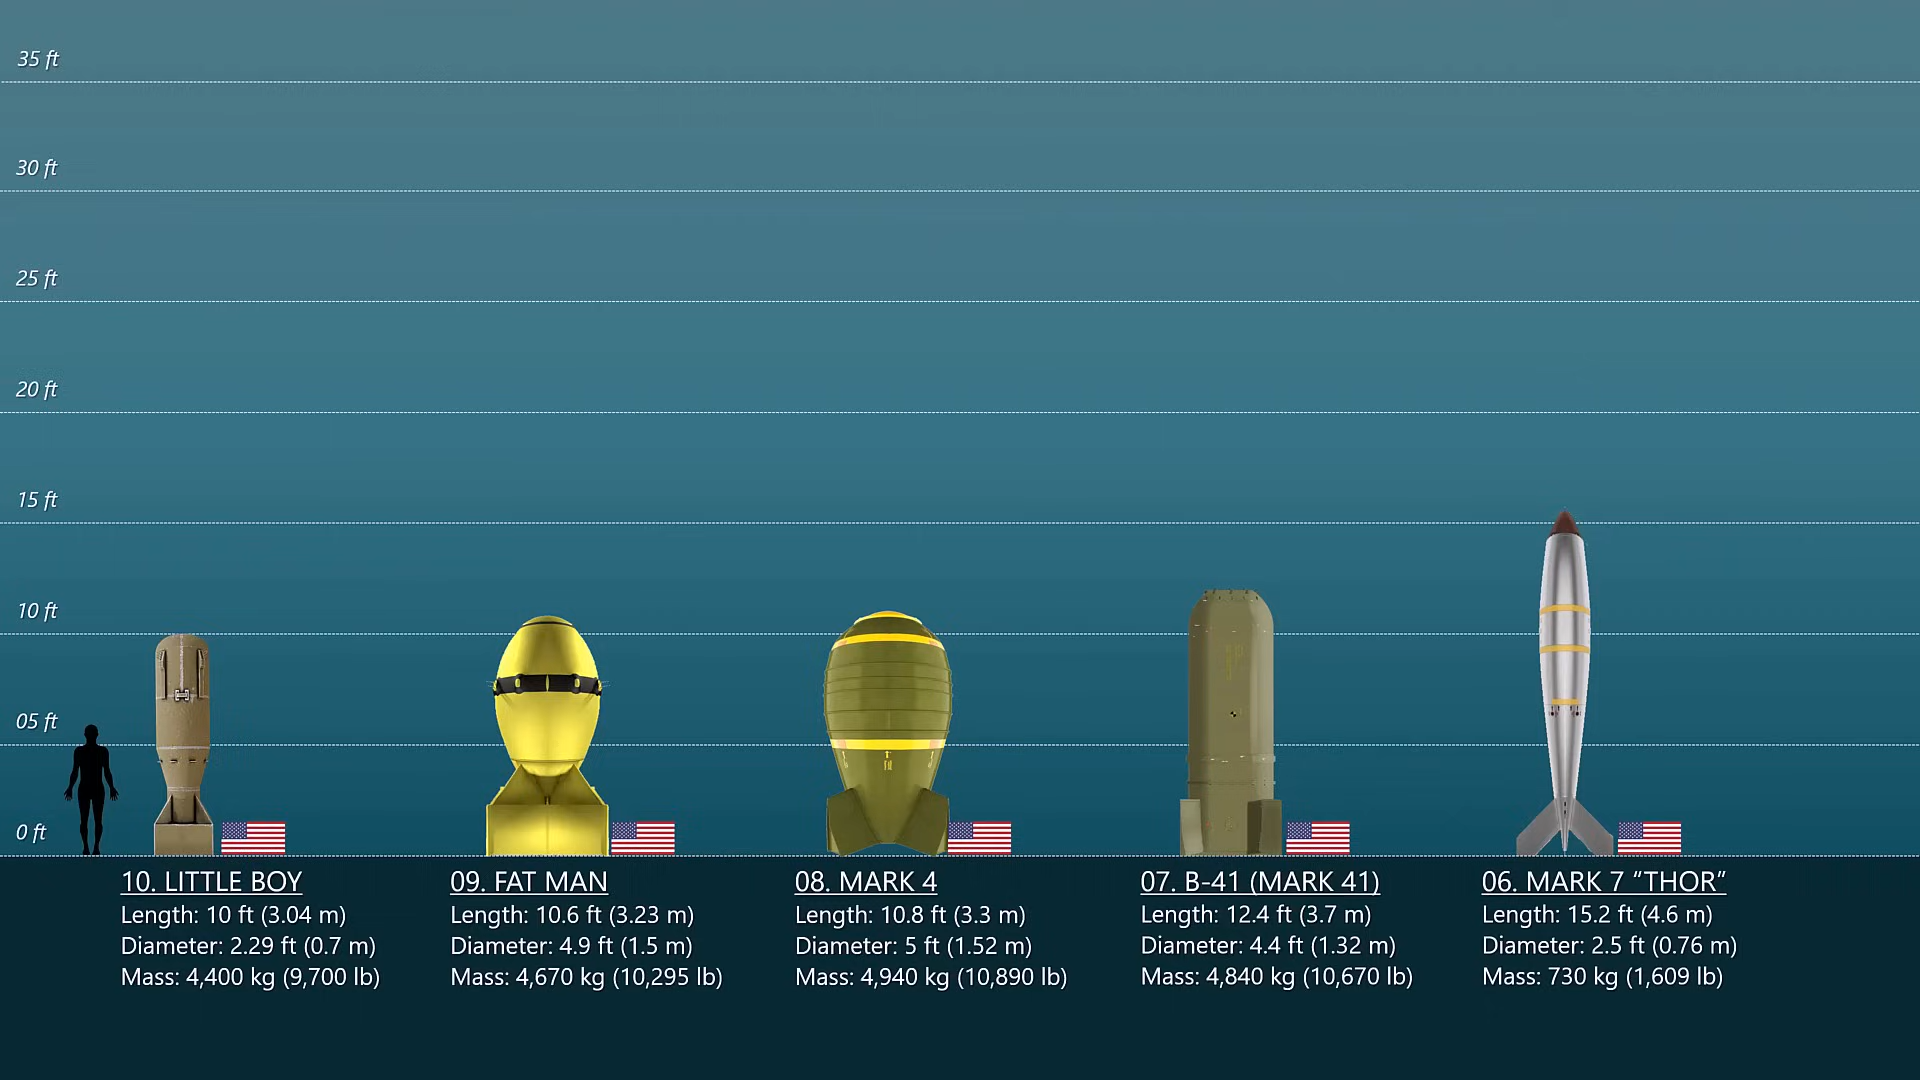 35 ft
30 ft
25 ft
20 ft
15 ft
10 ft
05 ft
0 ft
10. LITTLE BOY
Length: 10 ft (3.04 m)
Diameter: 2.29 ft (0.7 m)
Mass: 4,400 kg (9,700 lb)
09. FAT MAN
Length: 10.6 ft (3.23 m)
Diameter: 4.9 ft (1.5 m)
Mass: 4,670 kg (10,295 lb)
08. MARK 4
Length: 10.8 ft (3.3 m)
Diameter: 5 ft (1.52 m)
Mass: 4,940 kg (10,890 lb)
07. B-41 (MARK 41)
Length: 12.4 ft (3.7 m)
Diameter: 4.4 ft (1.32 m)
Mass: 4,840 kg (10,670 lb)
06. MARK 7 “THOR”
Length: 15.2 ft (4.6 m)
Diameter: 2.5 ft (0.76 m)
Mass: 730 kg (1,609 lb)